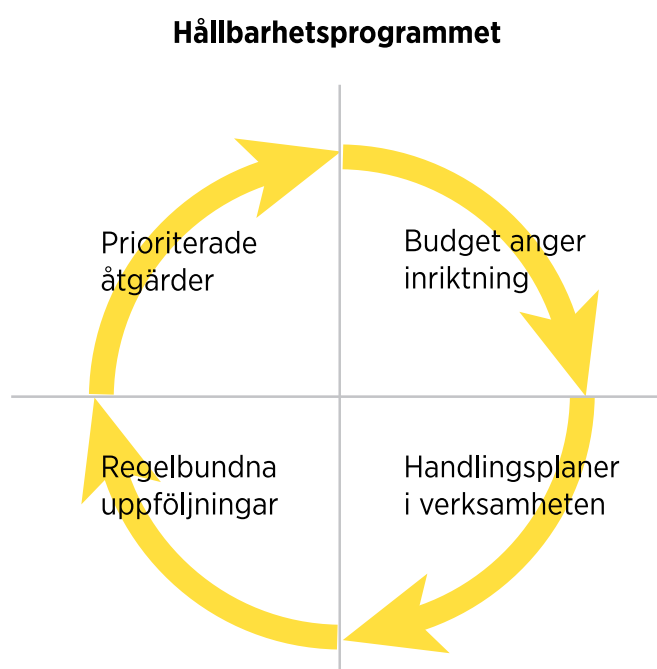 Hållbarhetsprogrammet
Prioriterade
åtgärder
Budget anger
inriktning
Regelbundna
uppföljningar
Handlingsplaner
i verksamheten